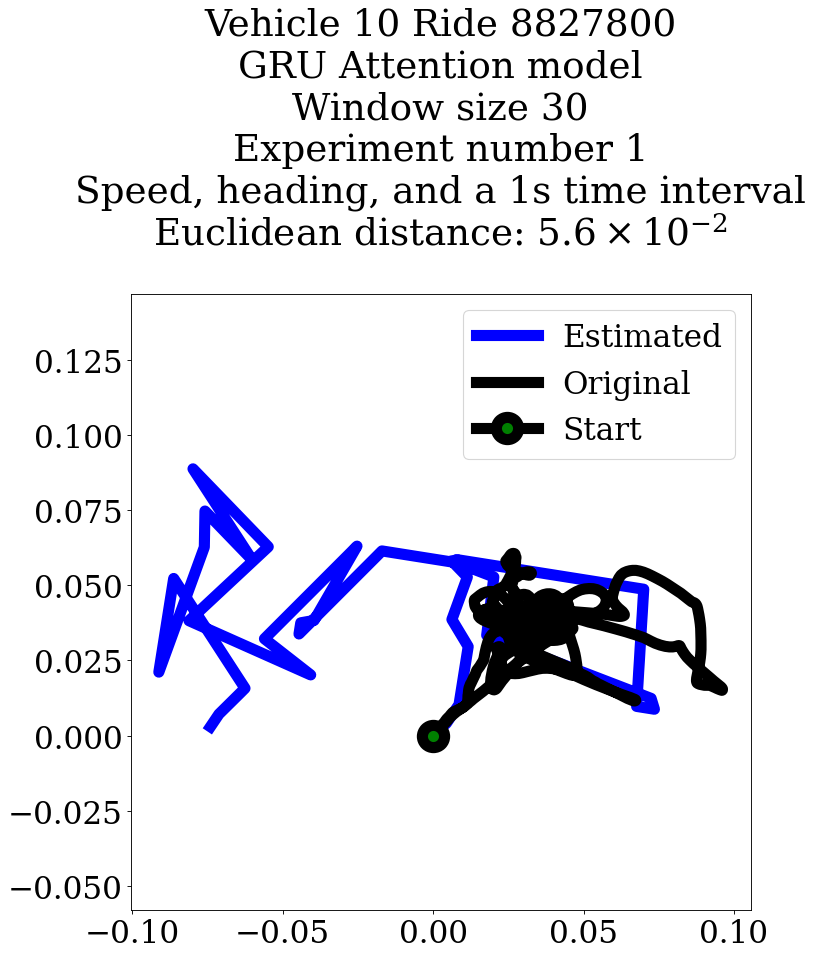 Vehicle 10 Ride 8827800
GRU Attention model
Window size 30
Experiment number 1
Speed, heading, and a 1s time interval
Euclidean distance: 5.6 × 10⁻²
Estimated
Original
Start
0.125
0.100
0.075
0.050
0.025
0.000
−0.025
−0.050
−0.10 −0.05 0.00 0.05 0.10